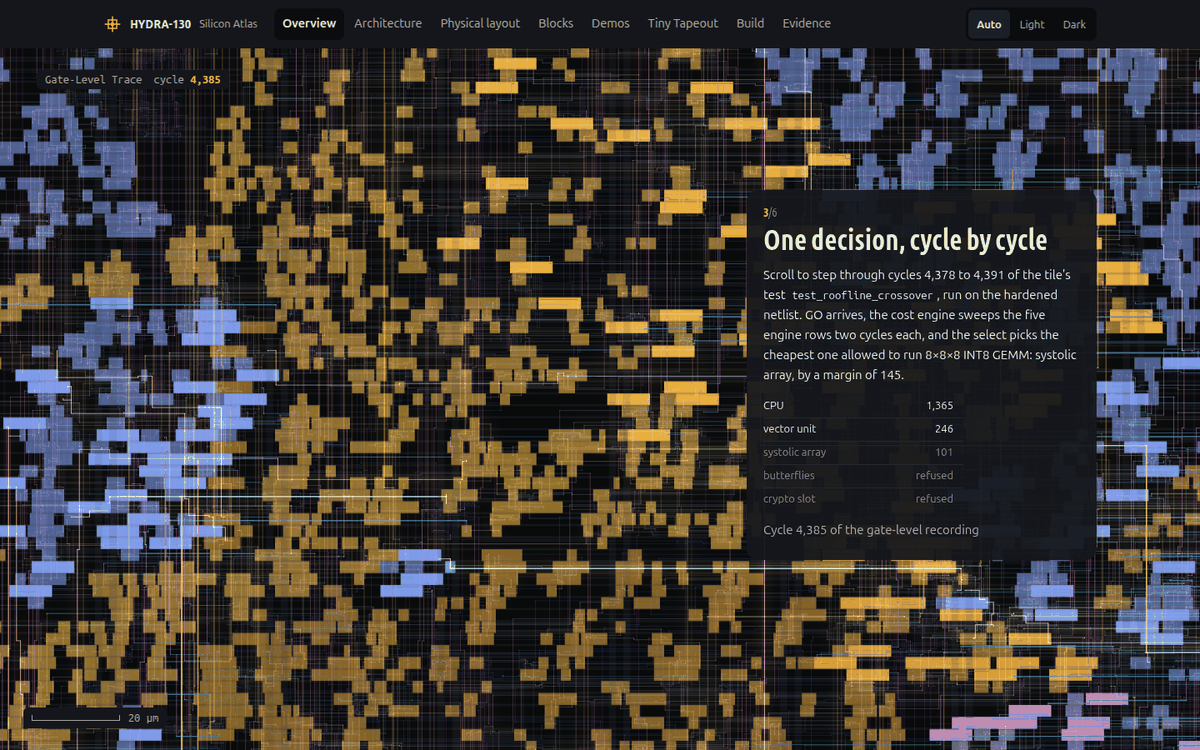 HYDRA-130 Silicon Atlas Overview Architecture Physical layout Blocks Demos Tiny Tapeout Build Evidence Auto Light Dark
Gate-Level Trace cycle 4,385
3/6
One decision, cycle by cycle
Scroll to step through cycles 4,378 to 4,391 of the tile's
test test_roofline_crossover , run on the hardened
netlist. GO arrives, the cost engine sweeps the five
engine rows two cycles each, and the select picks the
cheapest one allowed to run 8×8×8 INT8 GEMM: systolic
array, by a margin of 145.
CPU 1,365
vector unit 246
systolic array 101
butterflies refused
crypto slot refused
Cycle 4,385 of the gate-level recording
20 μm